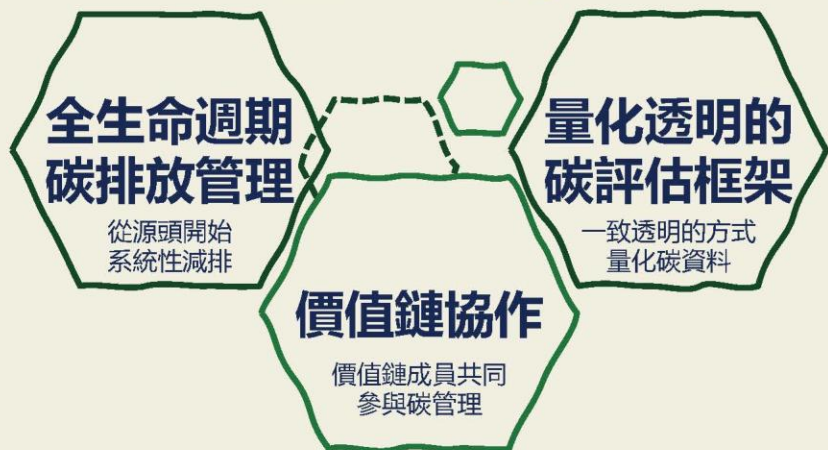 全生命週期
碳排放管理
從源頭開始
系統性減排
量化透明的
碳評估框架
一致透明的方式
量化碳資料
價值鏈協作
價值鏈成員共同
參與碳管理